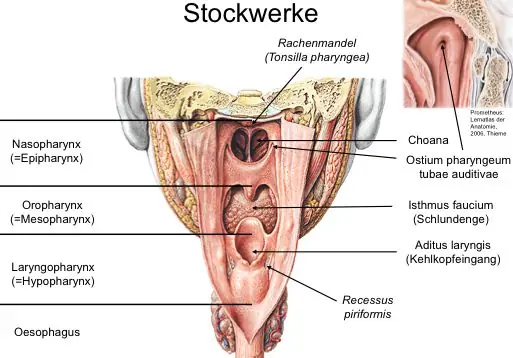 Stockwerke
Rachenmandel
(Tonsilla pharyngea)
Prometheus:
Lernatlas der
Anatomie,
2006, Thieme
Nasopharynx
(=Epipharynx)
Choana
Ostium pharyngeum
tubae auditivae
Oropharynx
(=Mesopharynx)
Isthmus faucium
(Schlundenge)
Aditus laryngis
(Kehlkopfeingang)
Laryngopharynx
(=Hypopharynx)
Recessus
piriformis
Oesophagus